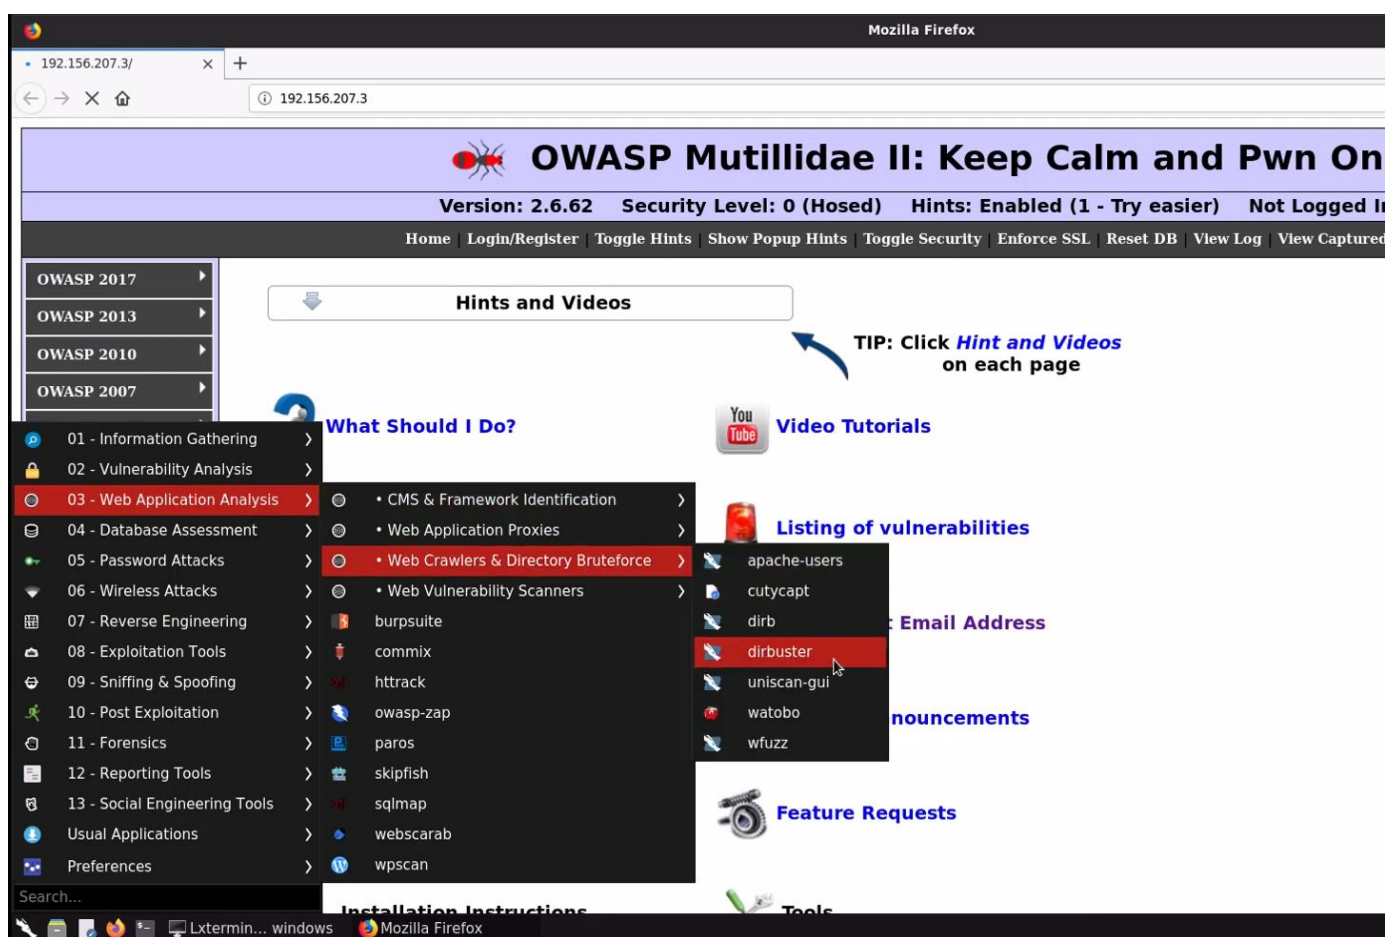 Mozilla Firefox
192.156.207.3/
192.156.207.3
OWASP Mutillidae II: Keep Calm and Pwn On
Version: 2.6.62 Security Level: 0 (Hosed) Hints: Enabled (1 - Try easier) Not Logged In
Home | Login/Register | Toggle Hints | Show Popup Hints | Toggle Security | Enforce SSL | Reset DB | View Log | View Captured
OWASP 2017
OWASP 2013
OWASP 2010
OWASP 2007
Hints and Videos
TIP: Click Hint and Videos
on each page
What Should I Do?
You
Tube
Video Tutorials
Listing of vulnerabilities
Email Address
Feature Requests
Installation Instructions
Tools
01 - Information Gathering
02 - Vulnerability Analysis
03 - Web Application Analysis
04 - Database Assessment
05 - Password Attacks
06 - Wireless Attacks
07 - Reverse Engineering
08 - Exploitation Tools
09 - Sniffing & Spoofing
10 - Post Exploitation
11 - Forensics
12 - Reporting Tools
13 - Social Engineering Tools
Usual Applications
Preferences
Search...
• CMS & Framework Identification
• Web Application Proxies
• Web Crawlers & Directory Bruteforce
• Web Vulnerability Scanners
burpsuite
commix
httrack
owasp-zap
paros
skipfish
sqlmap
webscarab
wpscan
apache-users
cutycapt
dirb
dirbuster
uniscan-gui
watobo
wfuzz
Lxtermin... windows
Mozilla Firefox